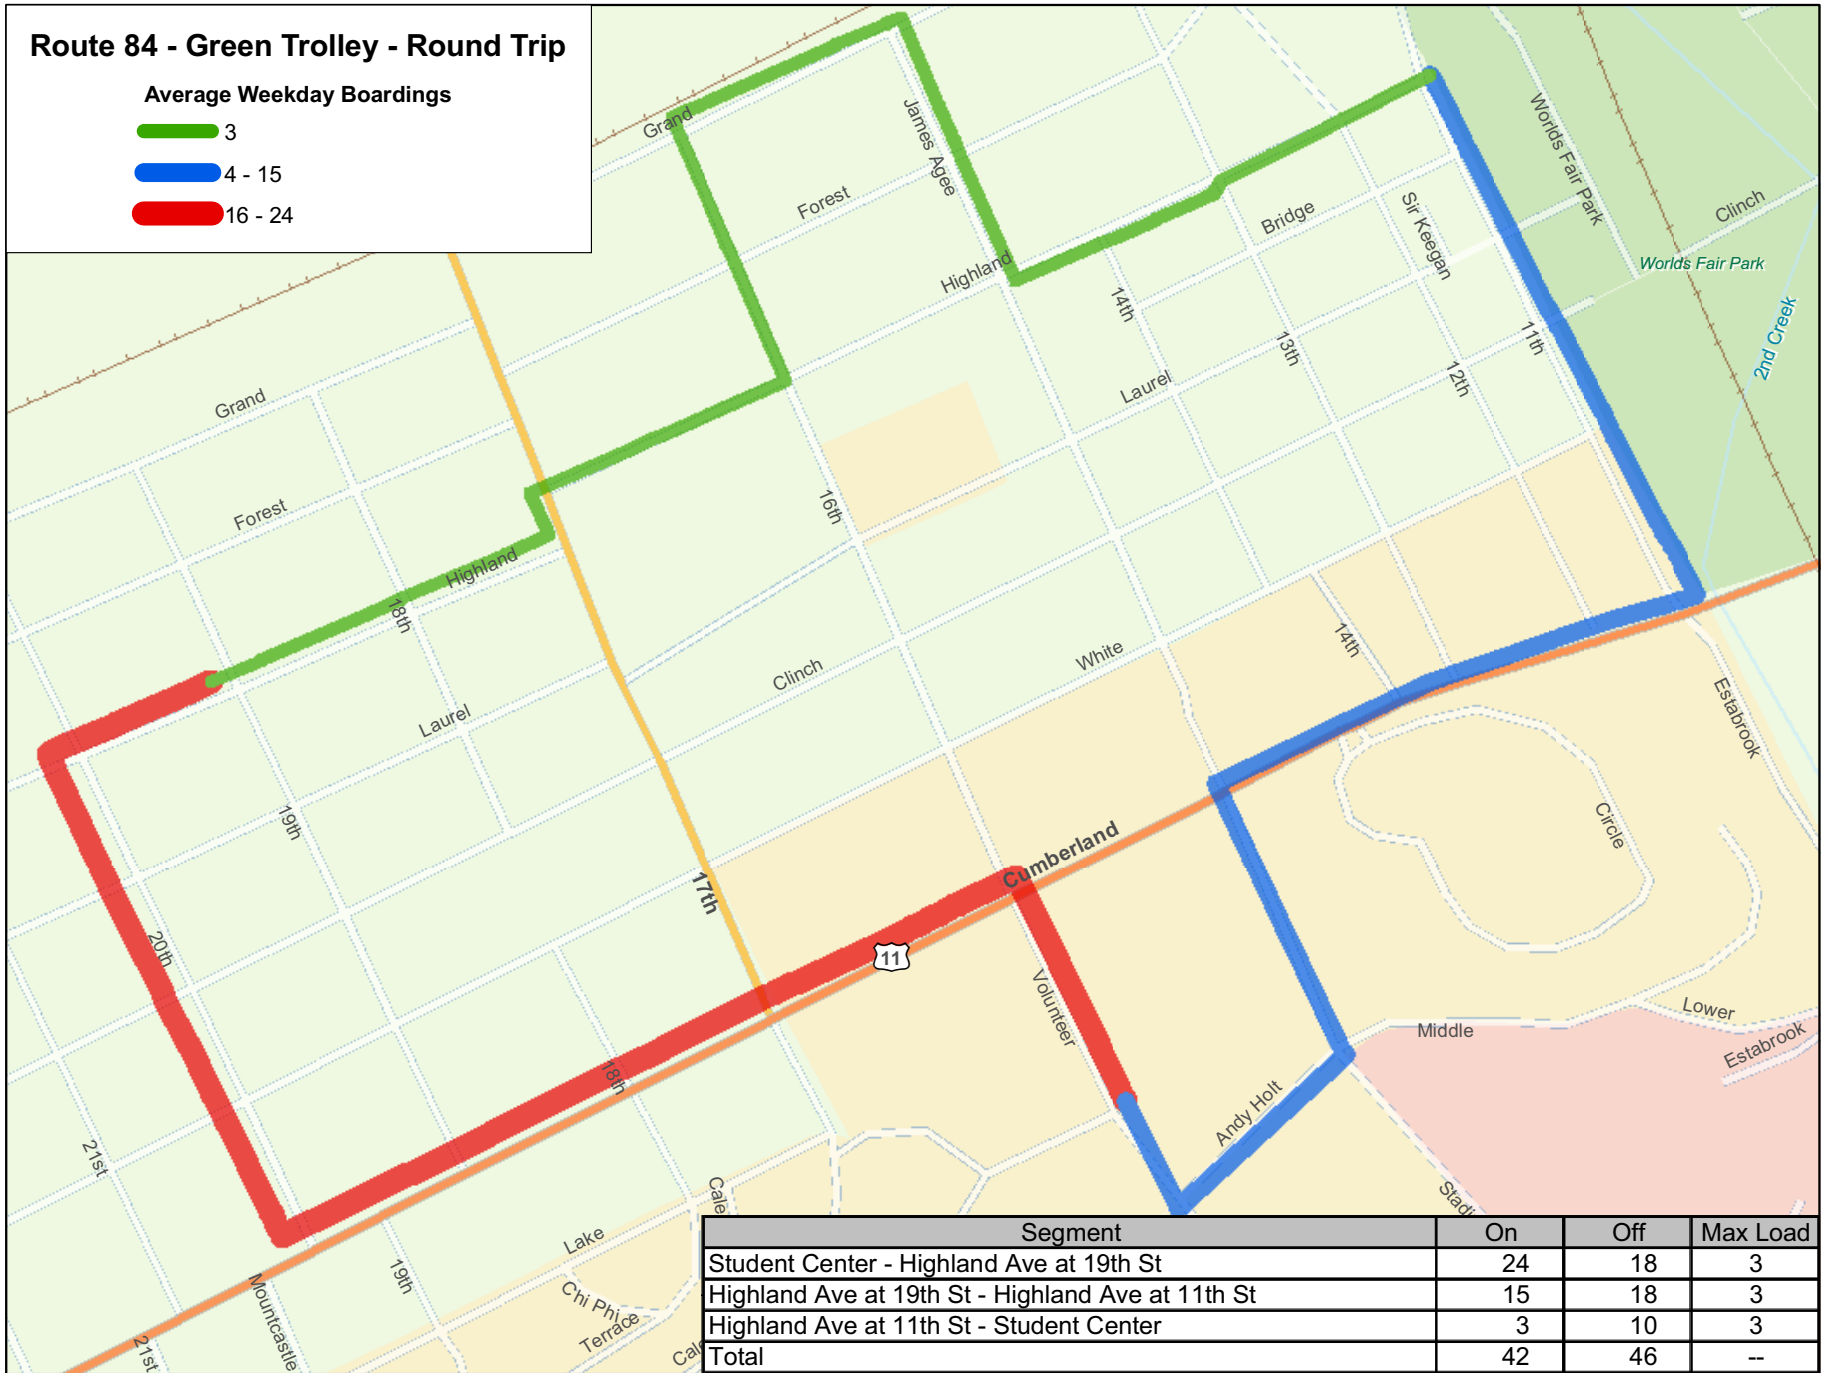 Route 84 - Green Trolley - Round Trip
Average Weekday Boardings
3
4 - 15
16 - 24
Grand
James Agee
Worlds Fair Park
Forest
Bridge
Sir Keegan
Clinch
Highland
Worlds Fair Park
14th
13th
11th
2nd Creek
12th
Laurel
Grand
16th
Forest
Highland
18th
14th
White
Clinch
Laurel
Estabrook
19th
Circle
Cumberland
17th
20th
11
Volunteer
Lower
Middle
Estabrook
18th
Andy Holt
21st
Cale
Stadi
Lake
19th
Mountcastle
Chi Phi
Terrace
21st
Cale
Segment On Off Max Load
Student Center - Highland Ave at 19th St 24 18 3
Highland Ave at 19th St - Highland Ave at 11th St 15 18 3
Highland Ave at 11th St - Student Center 3 10 3
Total 42 46 --